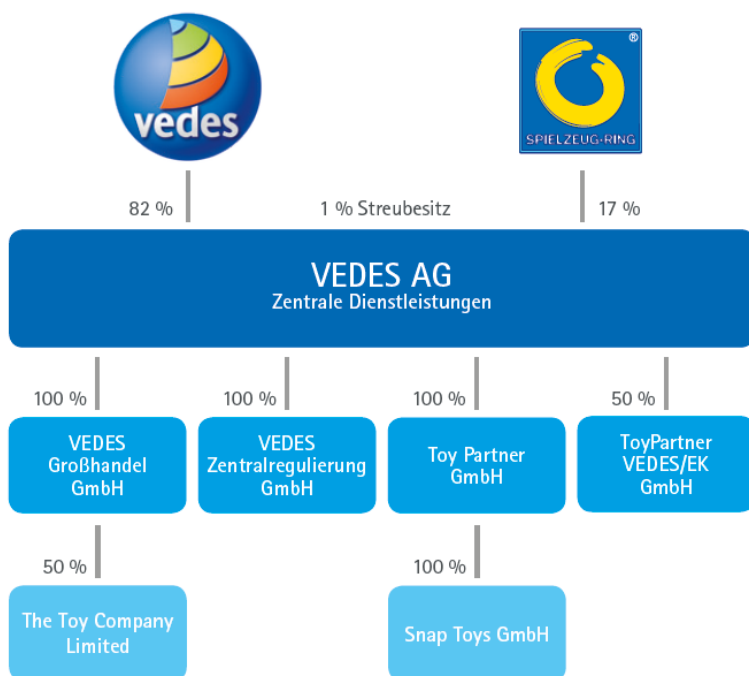 vedes
®
SPIELZEUG-RING
82 %
1 % Streubesitz
17 %
VEDES AG
Zentrale Dienstleistungen
100 %
100 %
100 %
50 %
VEDES
Großhandel
GmbH
VEDES
Zentralregulierung
GmbH
Toy Partner
GmbH
ToyPartner
VEDES/EK
GmbH
50 %
100 %
The Toy Company
Limited
Snap Toys GmbH